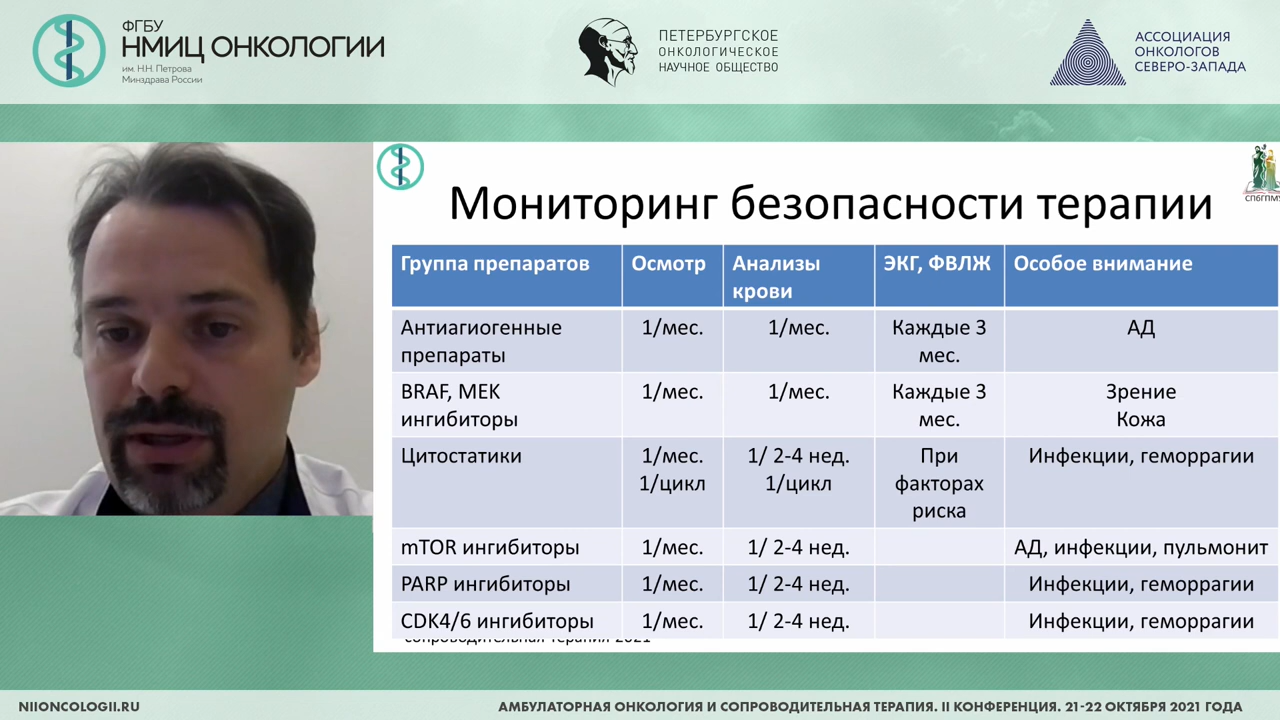 ФГБУ
НМИЦ ОНКОЛОГИИ
им. Н.Н. Петрова
Минздрава России
ПЕТЕРБУРГСКОЕ
ОНКОЛОГИЧЕСКОЕ
НАУЧНОЕ ОБЩЕСТВО
АССОЦИАЦИЯ
ОНКОЛОГОВ
СЕВЕРО-ЗАПАДА
Мониторинг безопасности терапии
СПбГПМУ
Группа препаратов Осмотр Анализы крови ЭКГ, ФВЛЖ Особое внимание
Антиагиогенные препараты 1/мес. 1/мес. Каждые 3 мес. АД
BRAF, MEK ингибиторы 1/мес. 1/мес. Каждые 3 мес. Зрение Кожа
Цитостатики 1/мес. 1/цикл 1/ 2-4 нед. 1/цикл При факторах риска Инфекции, геморрагии
mTOR ингибиторы 1/мес. 1/ 2-4 нед. АД, инфекции, пульмонит
PARP ингибиторы 1/мес. 1/ 2-4 нед. Инфекции, геморрагии
CDK4/6 ингибиторы 1/мес. 1/ 2-4 нед. Инфекции, геморрагии
сопроводительная терапия 2021
NIIONCOLOGII.RU
АМБУЛАТОРНАЯ ОНКОЛОГИЯ И СОПРОВОДИТЕЛЬНАЯ ТЕРАПИЯ. II КОНФЕРЕНЦИЯ. 21-22 ОКТЯБРЯ 2021 ГОДА